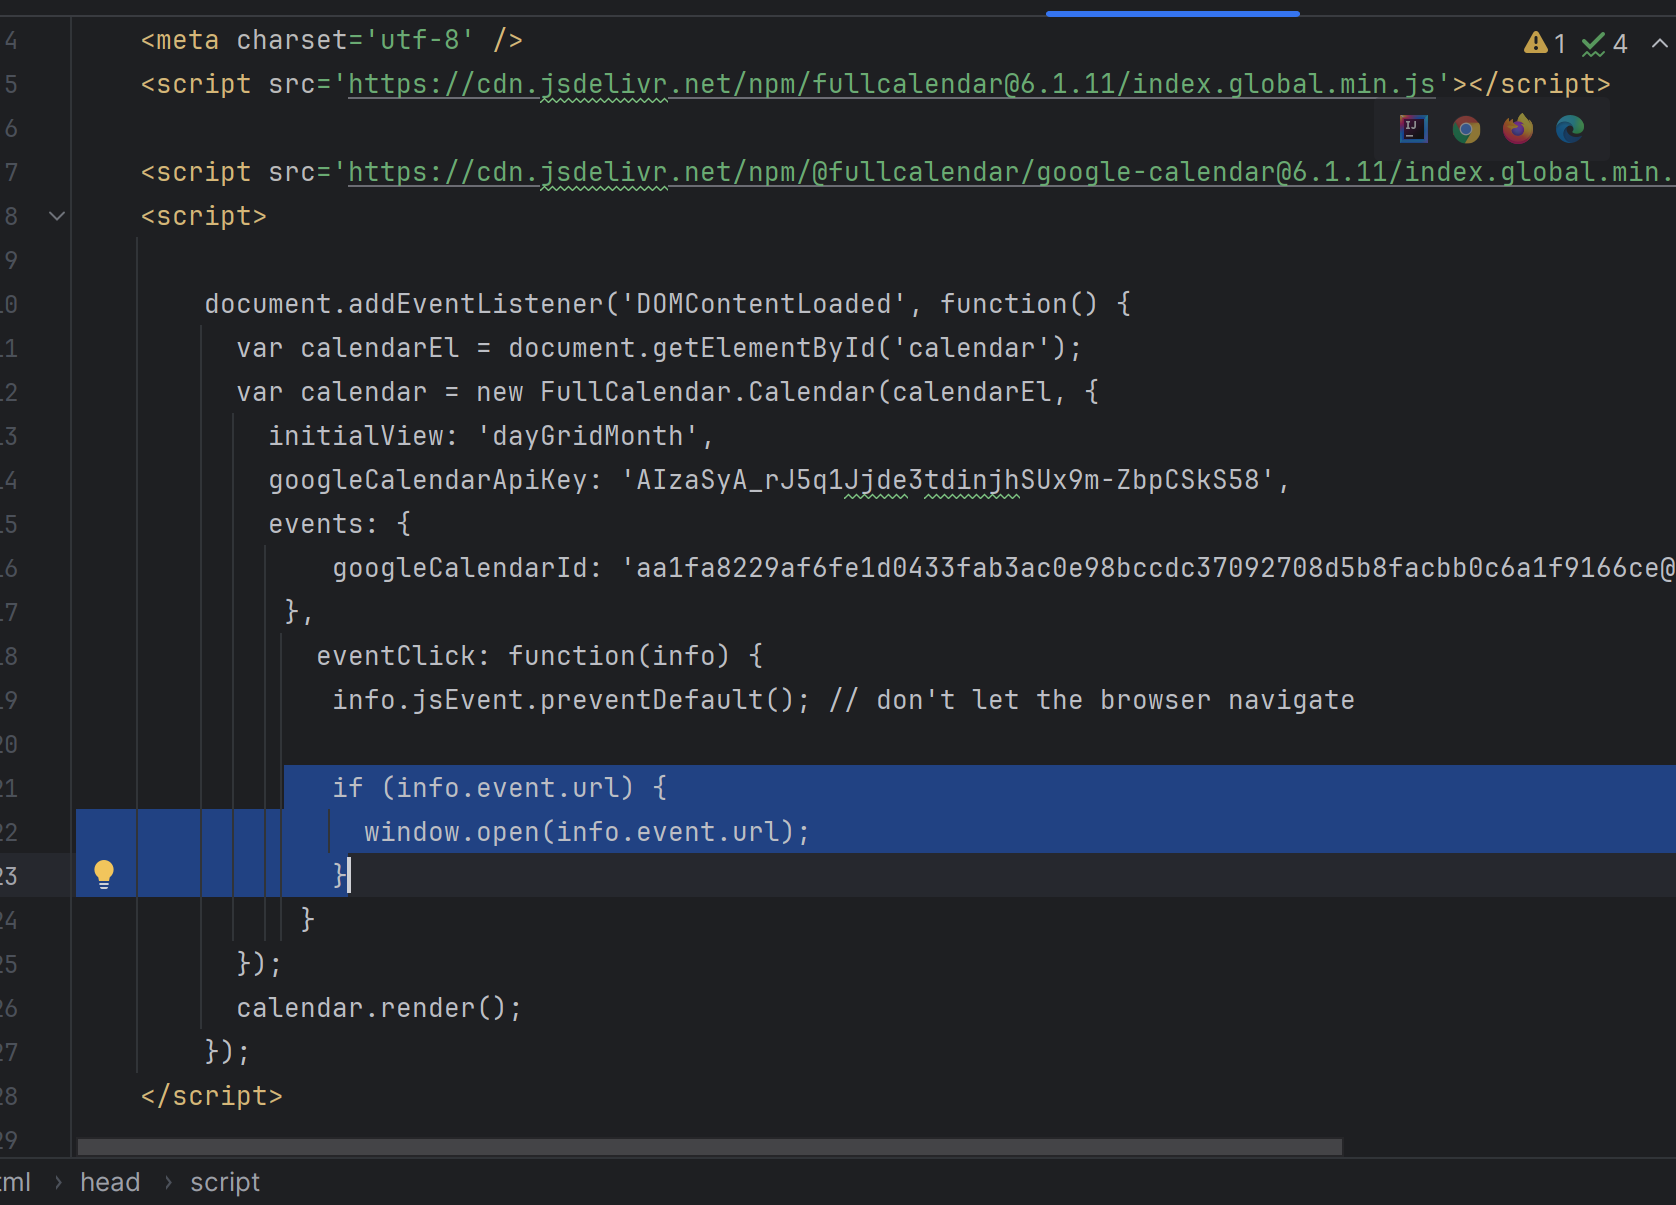 4 <meta charset='utf-8' />
1 4
5 <script src='https://cdn.jsdelivr.net/npm/fullcalendar@6.1.11/index.global.min.js'></script>
6
7 <script src='https://cdn.jsdelivr.net/npm/@fullcalendar/google-calendar@6.1.11/index.global.min.
8 <script>
9
10 document.addEventListener('DOMContentLoaded', function() {
11 var calendarEl = document.getElementById('calendar');
12 var calendar = new FullCalendar.Calendar(calendarEl, {
13 initialView: 'dayGridMonth',
14 googleCalendarApiKey: 'AIzaSyA_rJ5q1Jjde3tdinjhSUx9m-ZbpCSkS58',
15 events: {
16 googleCalendarId: 'aa1fa8229af6fe1d0433fab3ac0e98bccdc37092708d5b8facbb0c6a1f9166ce@
17 },
18 eventClick: function(info) {
19 info.jsEvent.preventDefault(); // don't let the browser navigate
20
21 if (info.event.url) {
22 window.open(info.event.url);
23 }
24 }
25 });
26 calendar.render();
27 });
28 </script>
29
tml › head › script